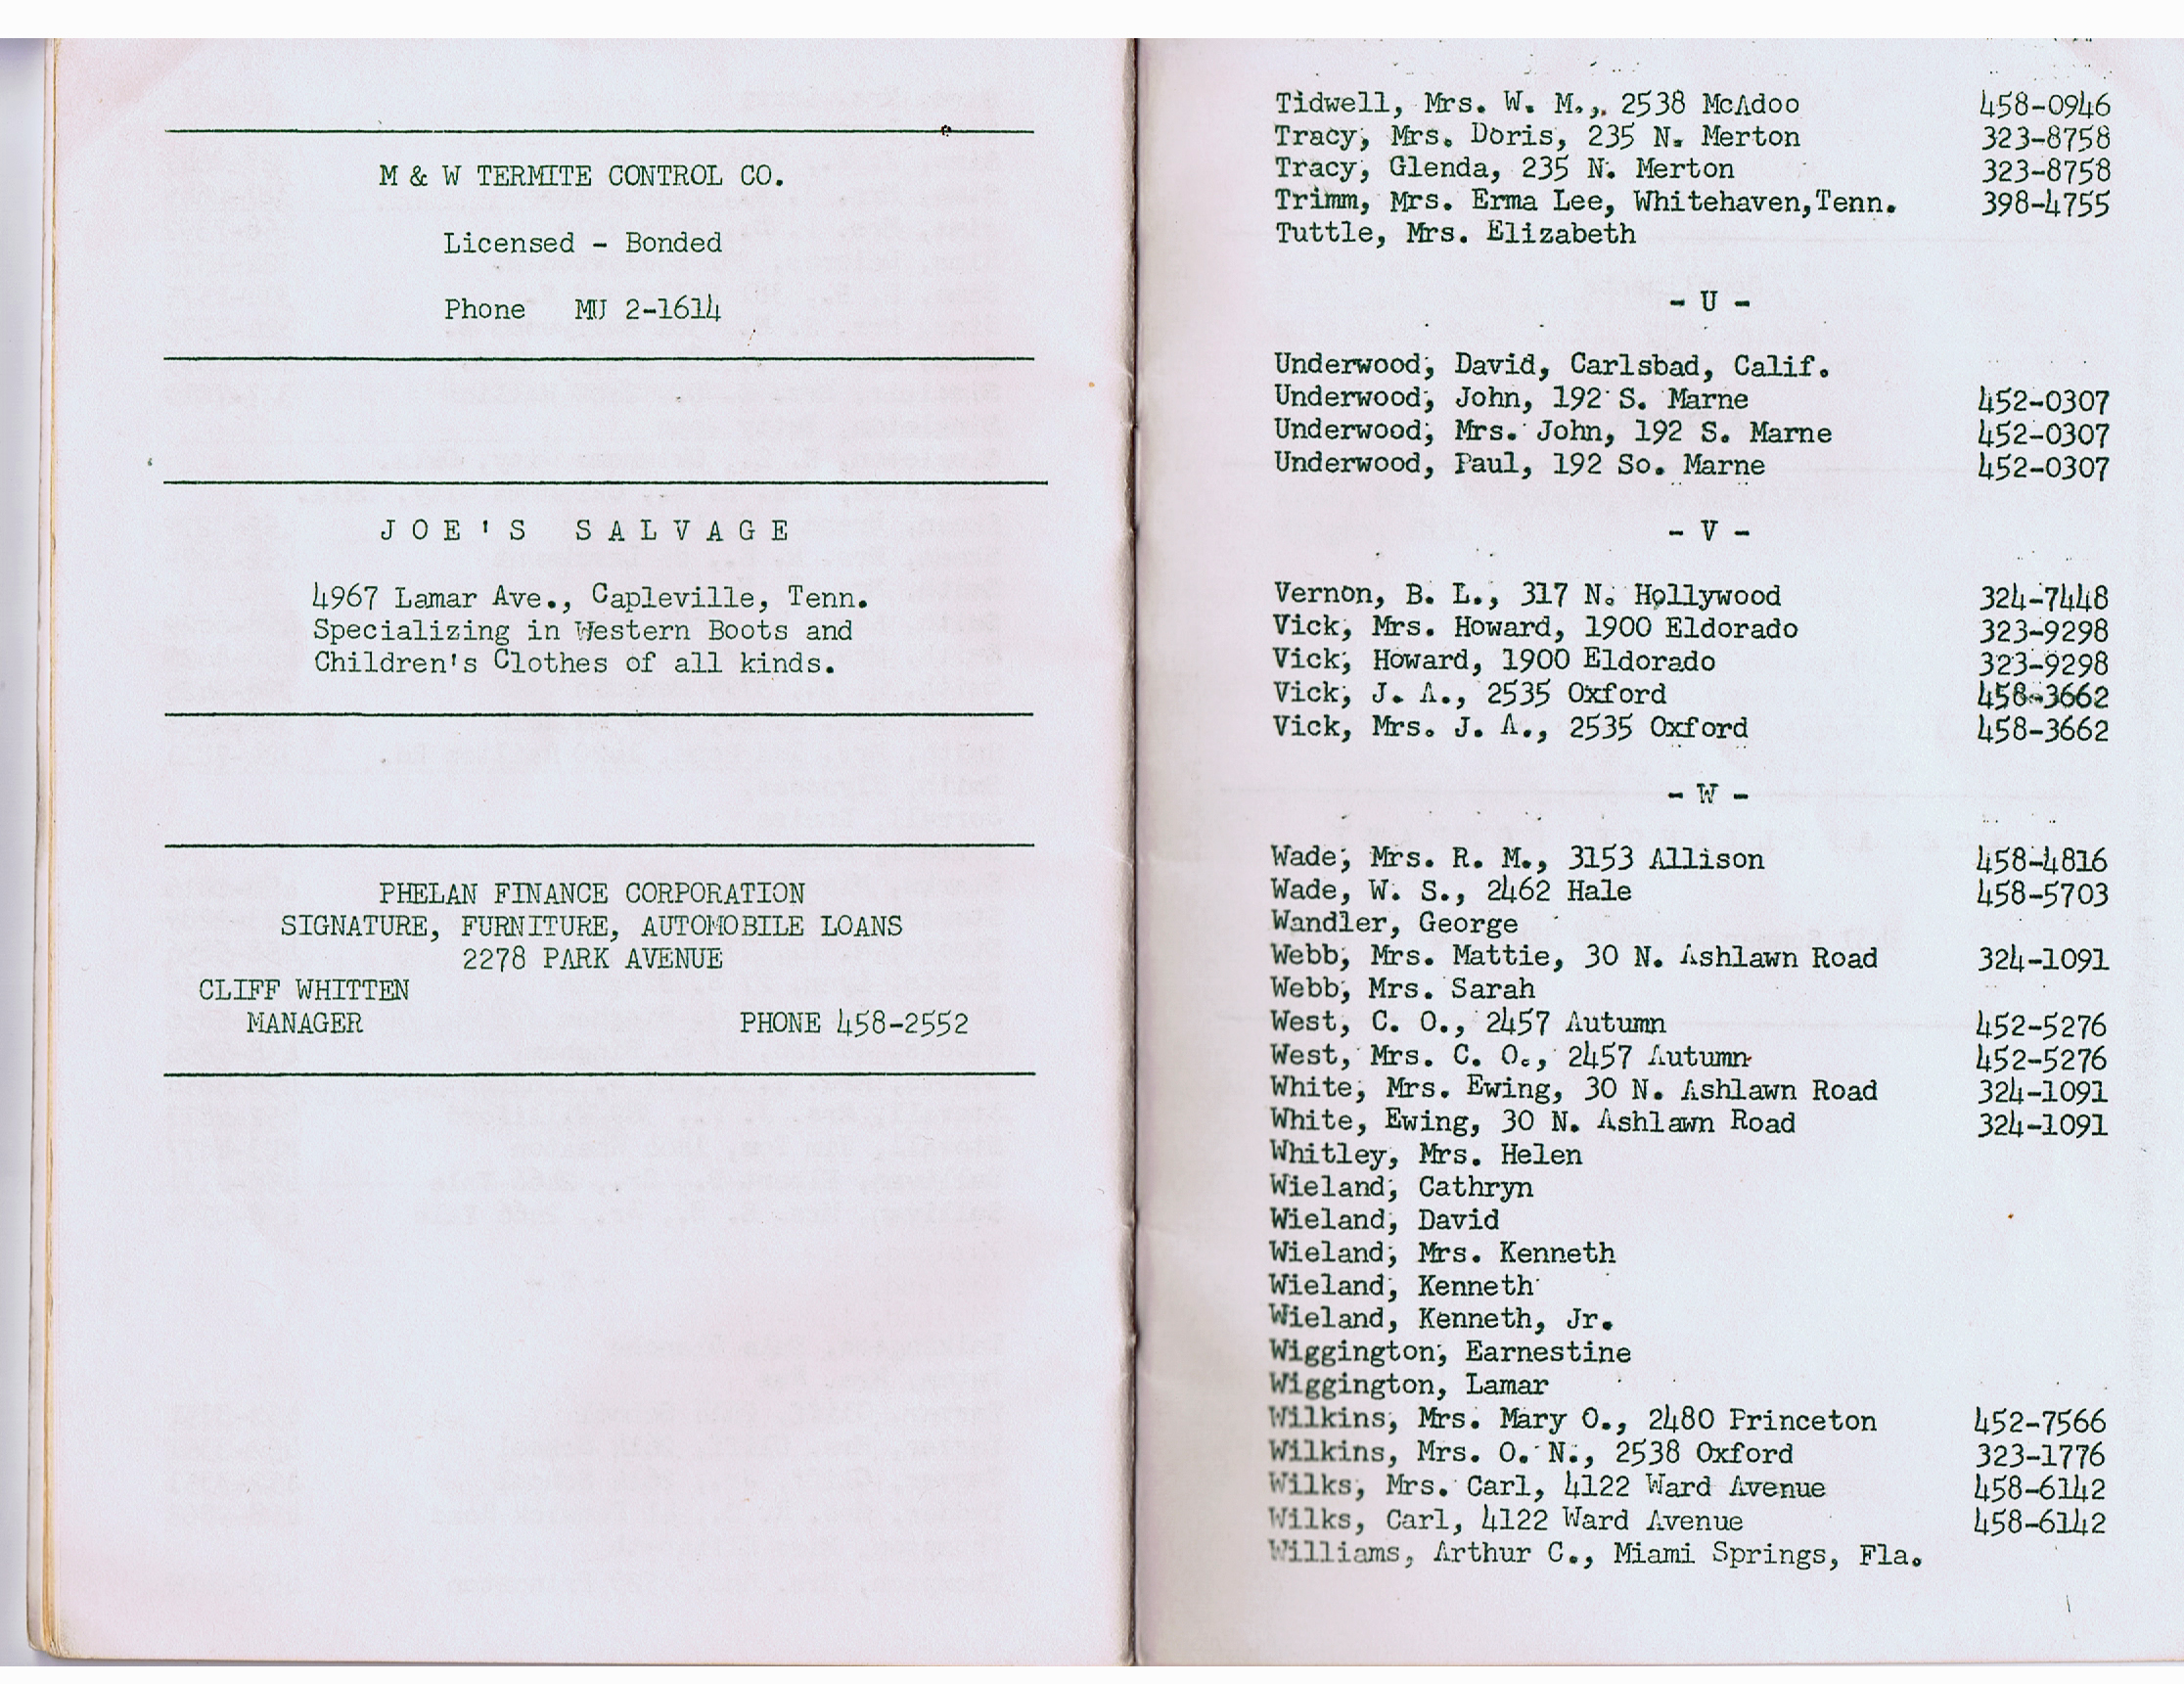 M & W TERMITE CONTROL CO.
Licensed - Bonded
Phone MU 2-1614
JOE'S SALVAGE
4967 Lamar Ave., Capleville, Tenn.
Specializing in Western Boots and
Children's Clothes of all kinds.
PHELAN FINANCE CORPORATION
SIGNATURE, FURNITURE, AUTOMOBILE LOANS
2278 PARK AVENUE
CLIFF WHITTEN
MANAGER PHONE 458-2552
Tidwell, Mrs. W. M., 2538 McAdoo 458-0946
Tracy, Mrs. Doris, 235 N. Merton 323-8758
Tracy, Glenda, 235 N. Merton 323-8758
Trimm, Mrs. Erma Lee, Whitehaven,Tenn. 398-4755
Tuttle, Mrs. Elizabeth
- U -
Underwood, David, Carlsbad, Calif.
Underwood, John, 192 S. Marne 452-0307
Underwood, Mrs. John, 192 S. Marne 452-0307
Underwood, Paul, 192 So. Marne 452-0307
- V -
Vernon, B. L., 317 N. Hollywood 324-7448
Vick, Mrs. Howard, 1900 Eldorado 323-9298
Vick, Howard, 1900 Eldorado 323-9298
Vick, J. A., 2535 Oxford 458-3662
Vick, Mrs. J. A., 2535 Oxford 458-3662
- W -
Wade, Mrs. R. M., 3153 Allison 458-4816
Wade, W. S., 2462 Hale 458-5703
Wandler, George
Webb, Mrs. Mattie, 30 N. Ashlawn Road 324-1091
Webb, Mrs. Sarah
West, C. O., 2457 Autumn 452-5276
West, Mrs. C. O., 2457 Autumn 452-5276
White, Mrs. Ewing, 30 N. Ashlawn Road 324-1091
White, Ewing, 30 N. Ashlawn Road 324-1091
Whitley, Mrs. Helen
Wieland, Cathryn
Wieland, David
Wieland, Mrs. Kenneth
Wieland, Kenneth
Wieland, Kenneth, Jr.
Wiggington, Earnestine
Wiggington, Lamar
Wilkins, Mrs. Mary O., 2480 Princeton 452-7566
Wilkins, Mrs. O. N., 2538 Oxford 323-1776
Wilks, Mrs. Carl, 4122 Ward Avenue 458-6142
Wilks, Carl, 4122 Ward Avenue 458-6142
Williams, Arthur C., Miami Springs, Fla.